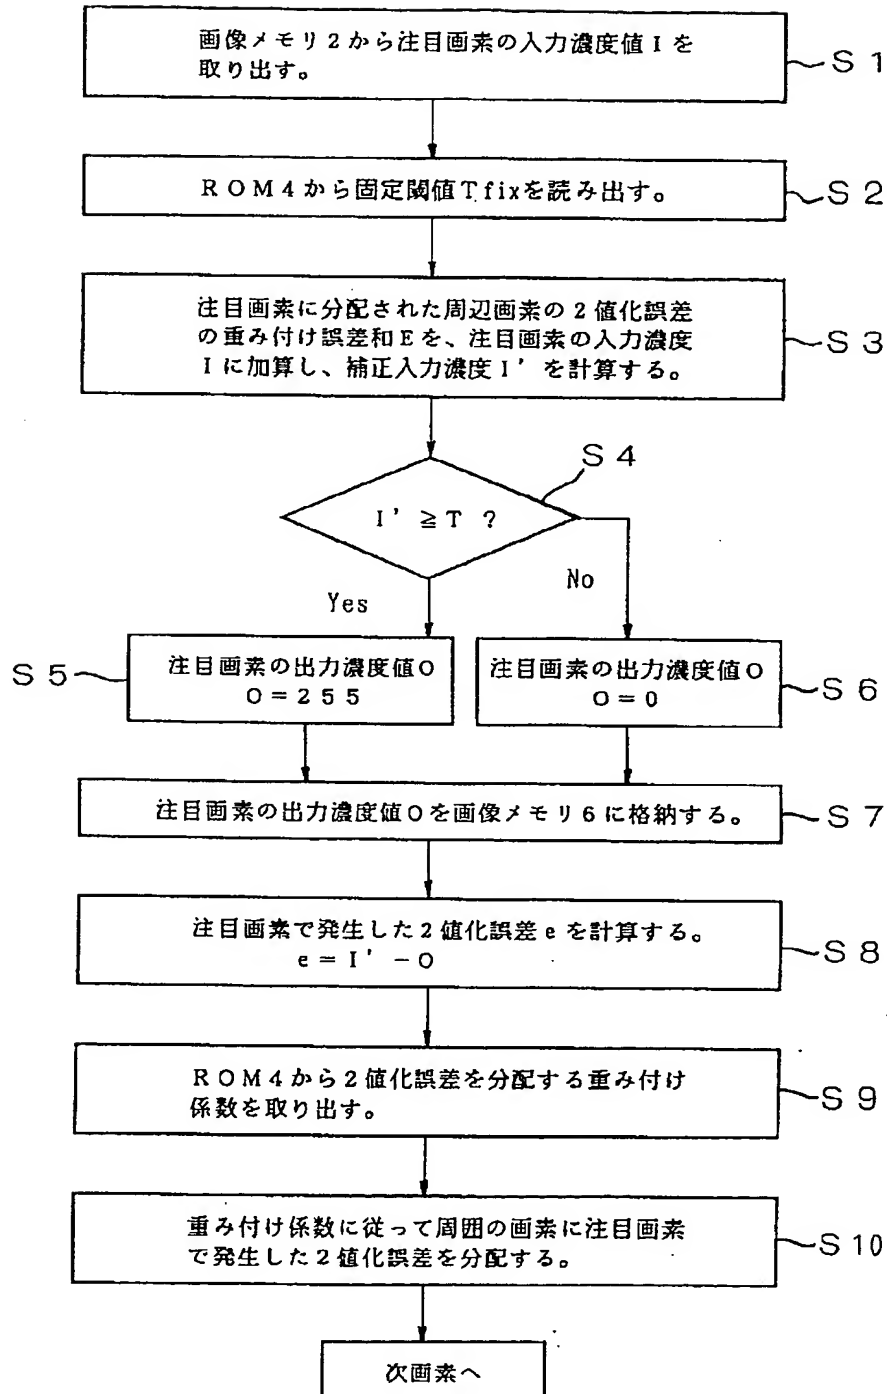 画像メモリ2から注目画素の入力濃度値Iを
取り出す。
S1
ROM4から固定閾値Tfixを読み出す。
S2
注目画素に分配された周辺画素の2値化誤差
の重み付け誤差和Eを、注目画素の入力濃度
Iに加算し、補正入力濃度I'を計算する。
S3
S4
I' ≧ T ?
Yes
No
S5
注目画素の出力濃度値O
O=255
注目画素の出力濃度値O
O=0
S6
注目画素の出力濃度値Oを画像メモリ6に格納する。
S7
注目画素で発生した2値化誤差eを計算する。
e=I'-O
S8
ROM4から2値化誤差を分配する重み付け
係数を取り出す。
S9
重み付け係数に従って周囲の画素に注目画素
で発生した2値化誤差を分配する。
S10
次画素へ